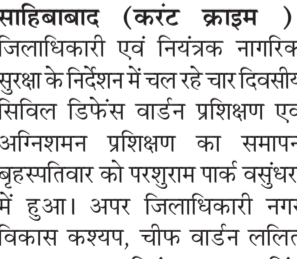 साहिबाबाद (करंट क्राइम )
जिलाधिकारी एवं नियंत्रक नागरिक
सुरक्षा के निर्देशन में चल रहे चार दिवसीय
सिविल डिफेंस वार्डन प्रशिक्षण एव
अग्निशमन प्रशिक्षण का समापन
बृहस्पतिवार को परशुराम पार्क वसुंधर
में हुआ। अपर जिलाधिकारी नगर
विकास कश्यप, चीफ वार्डन ललित